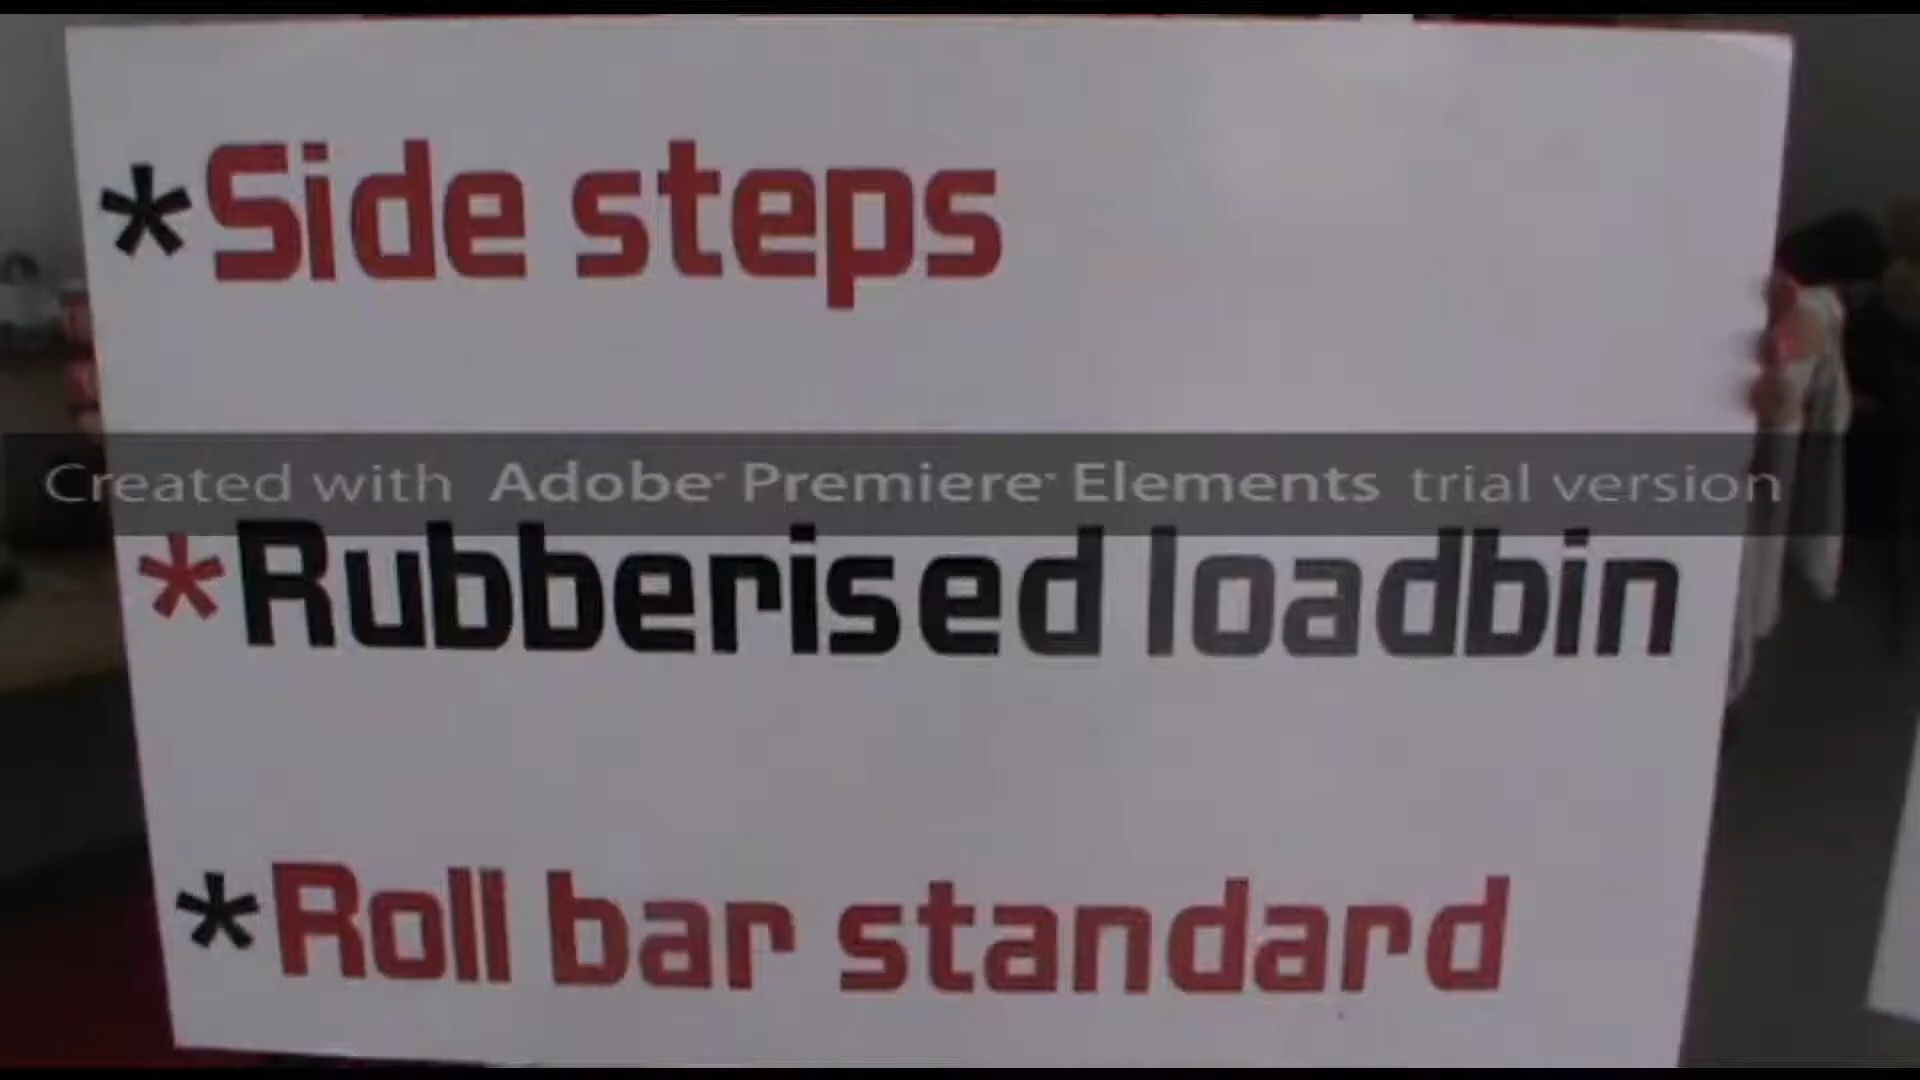 *Side steps
Created with Adobe Premiere Elements trial version
*Rubberised loadbin
*Roll bar standard